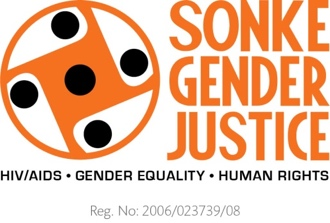 SONKE
GENDER
JUSTICE
HIV/AIDS • GENDER EQUALITY • HUMAN RIGHTS
Reg. No: 2006/023739/08